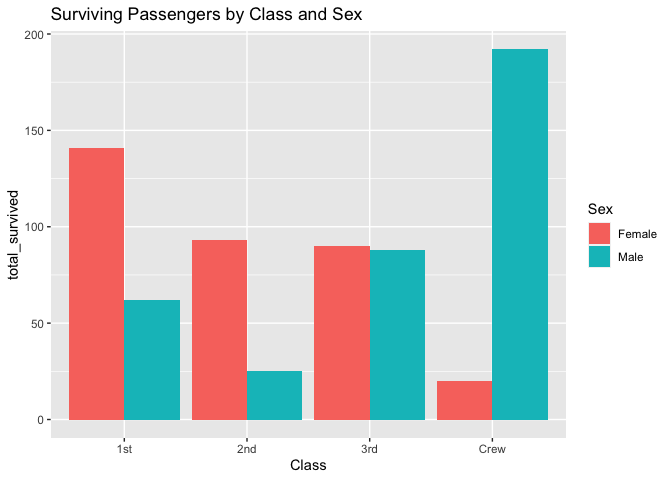 Surviving Passengers by Class and Sex
200
150
100
50
0
total_survived
1st
2nd
3rd
Crew
Class
Sex
Female
Male